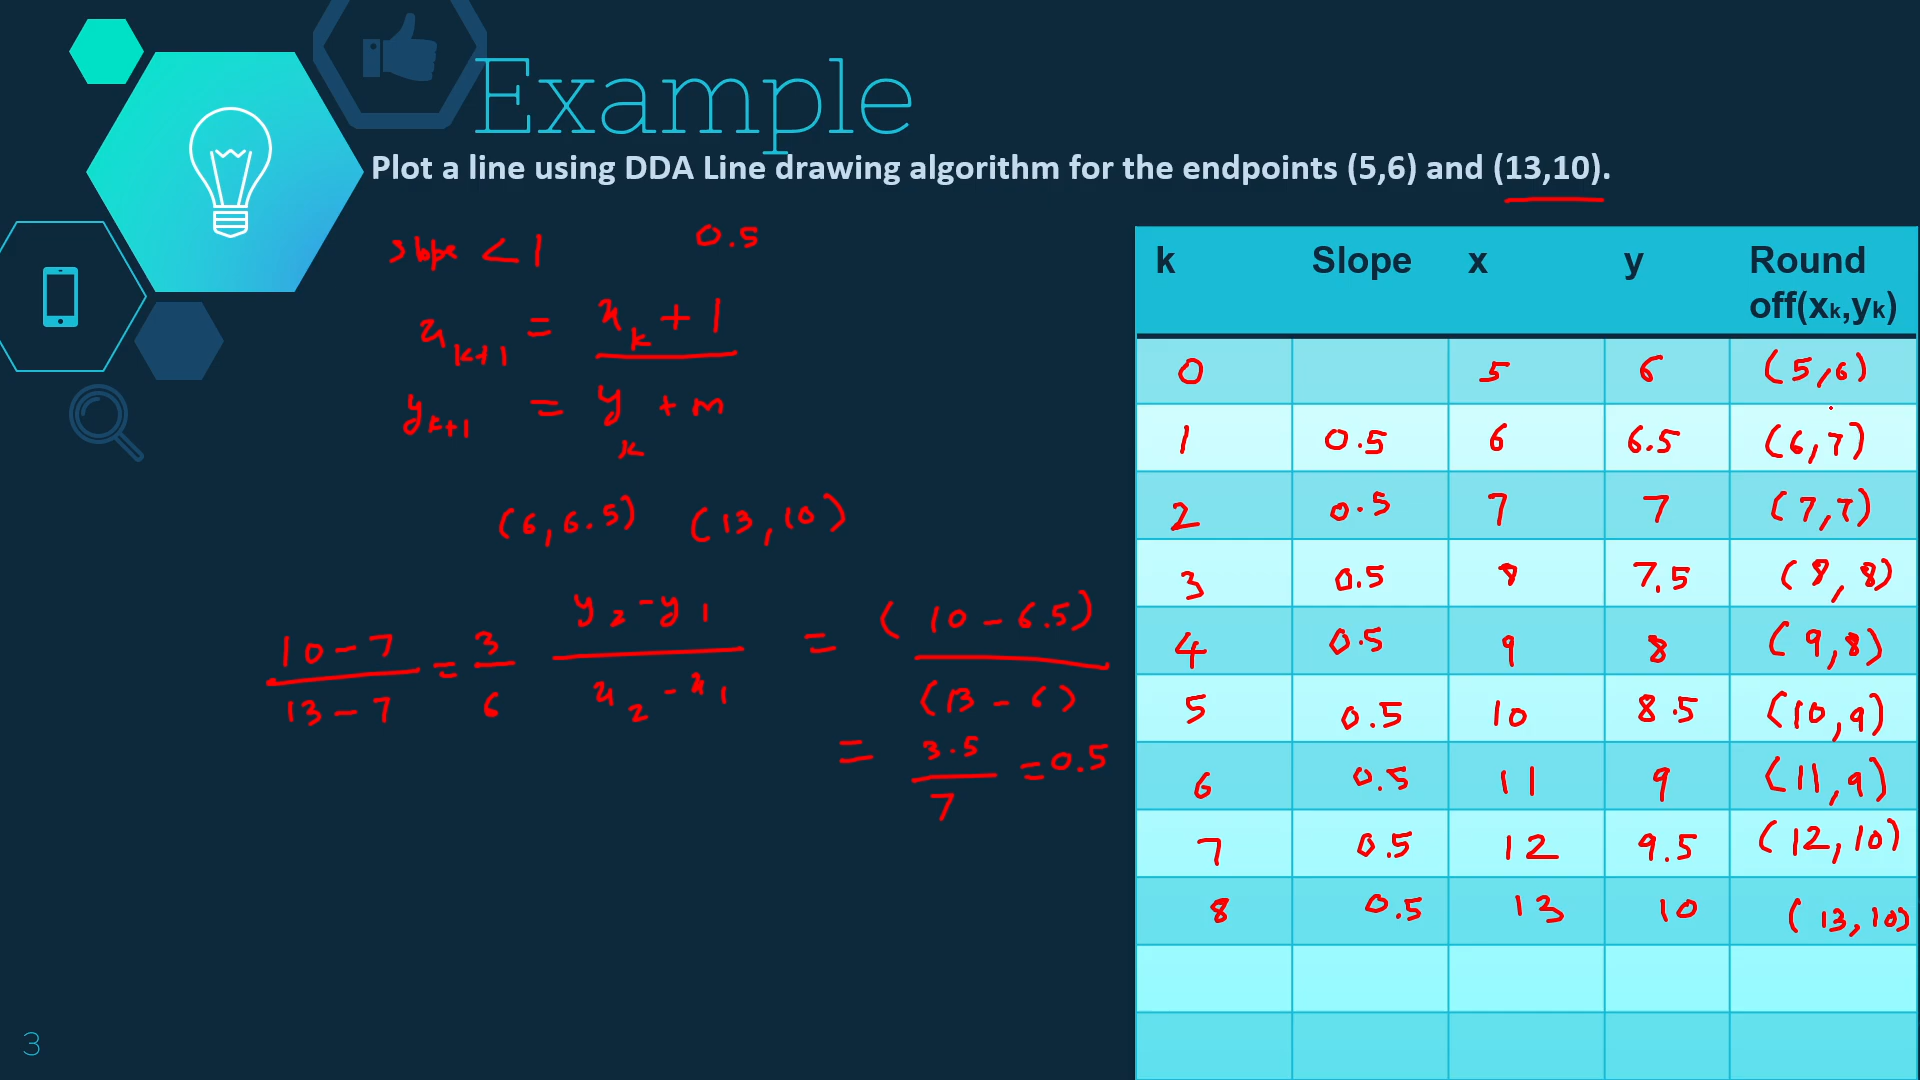 Example
Plot a line using DDA Line drawing algorithm for the endpoints (5,6) and (13,10).
slope < 1 0.5
x k+1 = x k + 1
y k+1 = y k + m
(6, 6.5) (13, 10)
10 - 7 / 13 - 7 = 3 / 6
y2 - y1 / x2 - x1 = (10 - 6.5) / (13 - 6)
= 3.5 / 7 = 0.5
k Slope x y Round off(xk,yk)
0 5 6 (5,6)
1 0.5 6 6.5 (6,7)
2 0.5 7 7 (7,7)
3 0.5 8 7.5 (8,8)
4 0.5 9 8 (9,8)
5 0.5 10 8.5 (10,9)
6 0.5 11 9 (11,9)
7 0.5 12 9.5 (12,10)
8 0.5 13 10 (13,10)
3